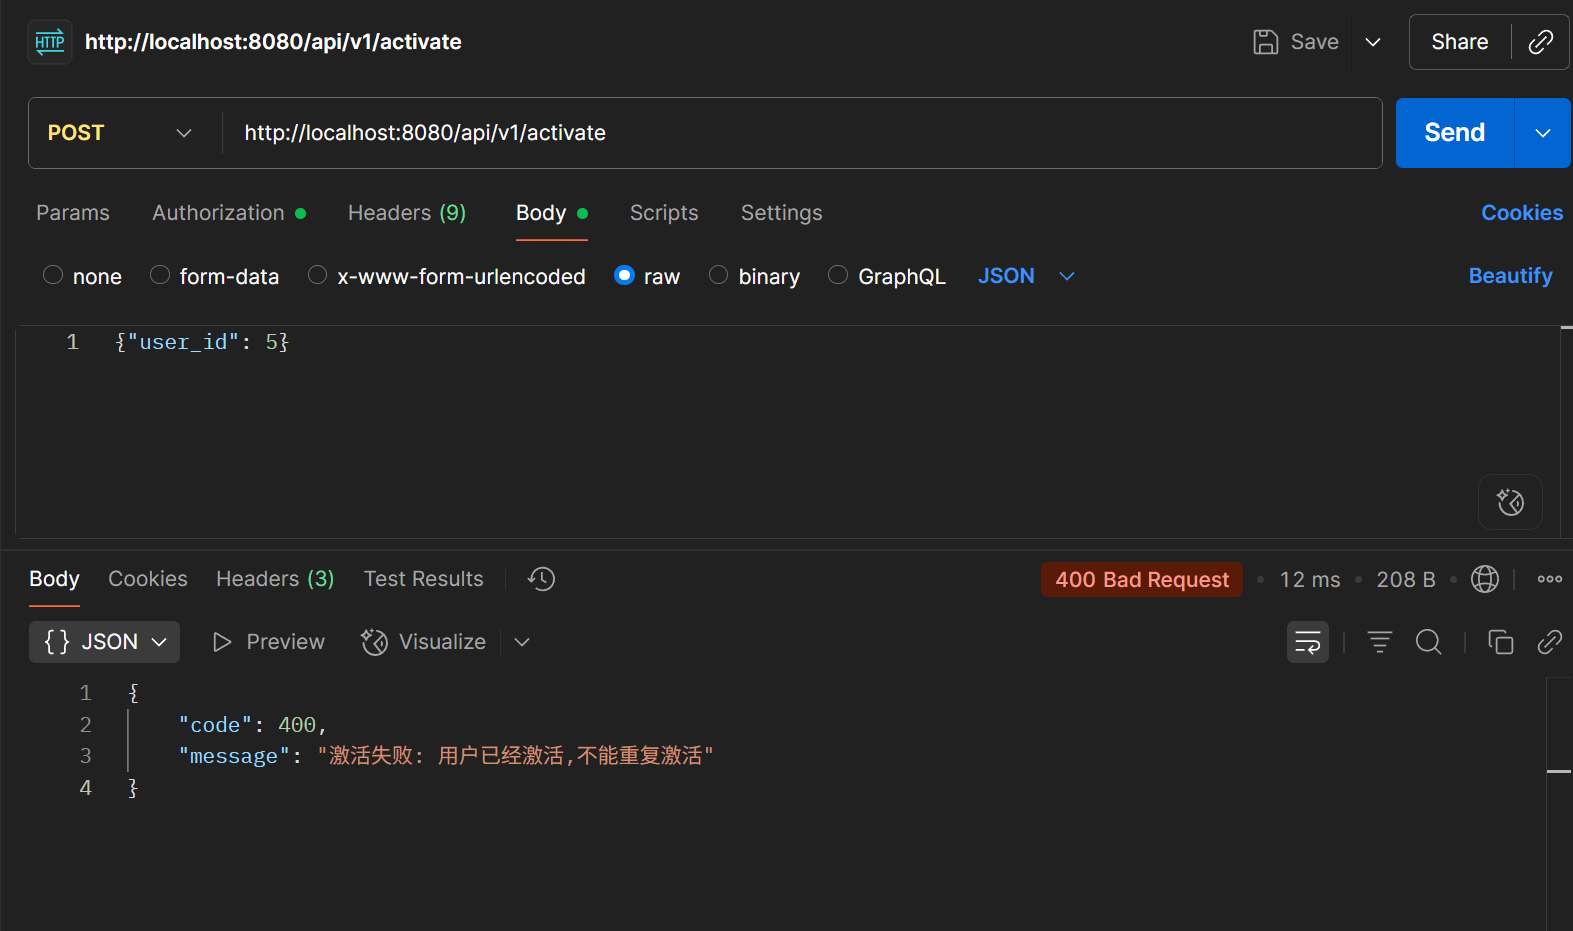 HTTP http://localhost:8080/api/v1/activate Save Share
POST http://localhost:8080/api/v1/activate Send
Params Authorization Headers (9) Body Scripts Settings Cookies
none form-data x-www-form-urlencoded raw binary GraphQL JSON Beautify
1 {"user_id": 5}
Body Cookies Headers (3) Test Results 400 Bad Request • 12 ms • 208 B •
{} JSON Preview Visualize
1 {
2 "code": 400,
3 "message": "激活失败: 用户已经激活,不能重复激活"
4 }